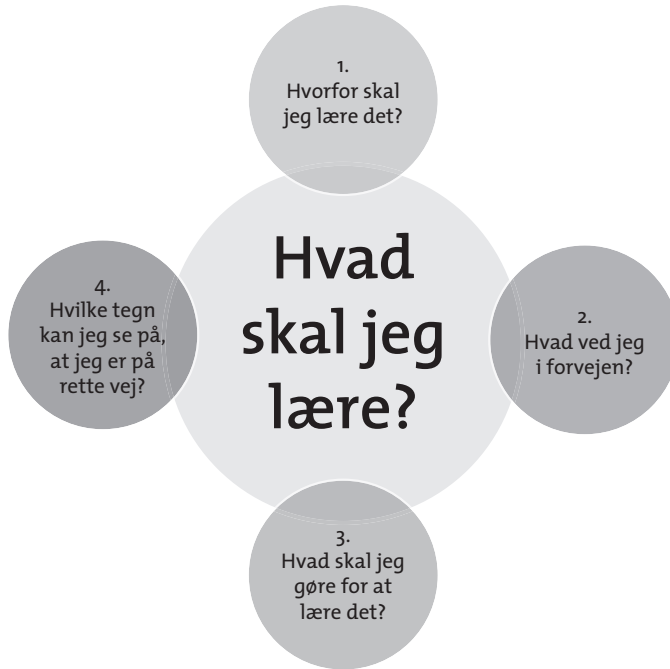 1.
Hvorfor skal
jeg lære det?
Hvad
skal jeg
lære?
2.
Hvad ved jeg
i forvejen?
3.
Hvad skal jeg
gøre for at
lære det?
4.
Hvilke tegn
kan jeg se på,
at jeg er på
rette vej?